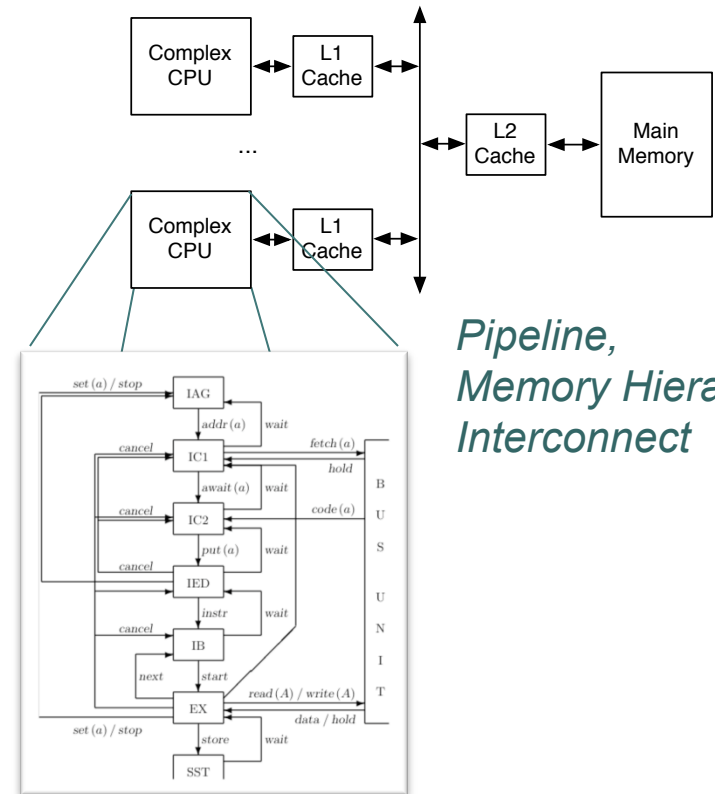 Complex
CPU
L1
Cache
...
L2
Cache
Main
Memory
Complex
CPU
L1
Cache
Pipeline,
Memory Hiera
Interconnect
set(a) / stop
IAG
addr(a)
wait
cancel
IC1
fetch(a)
hold
await(a)
wait
cancel
IC2
code(a)
put(a)
wait
cancel
IED
instr
wait
cancel
IB
next
start
EX
read(A) / write(A)
data / hold
set(a) / stop
store
wait
SST
BUS UNIT